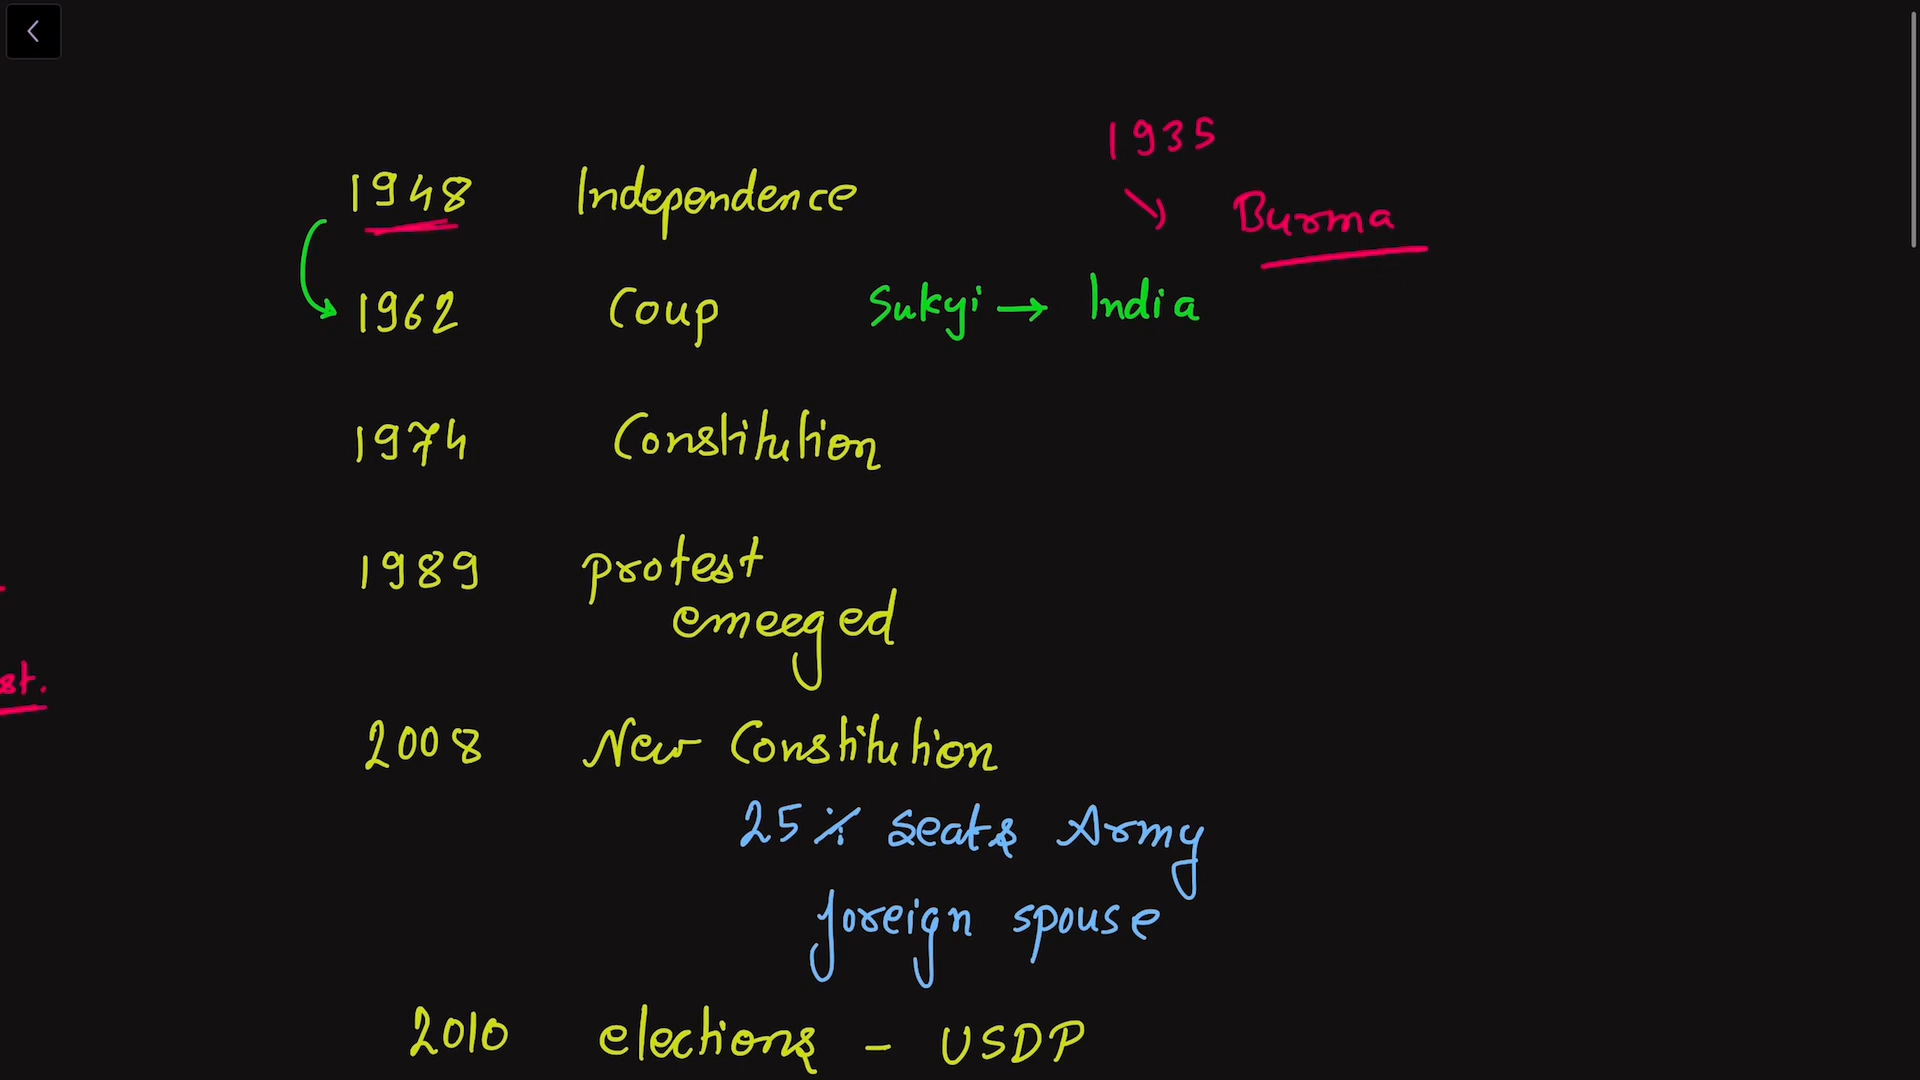 1935
1948 Independence
Burma
1962 Coup Sukyi → India
1974 Constitution
1989 protest
emeeged
st.
2008 New Constitution
25% seats Army
foreign spouse
2010 elections - USDP